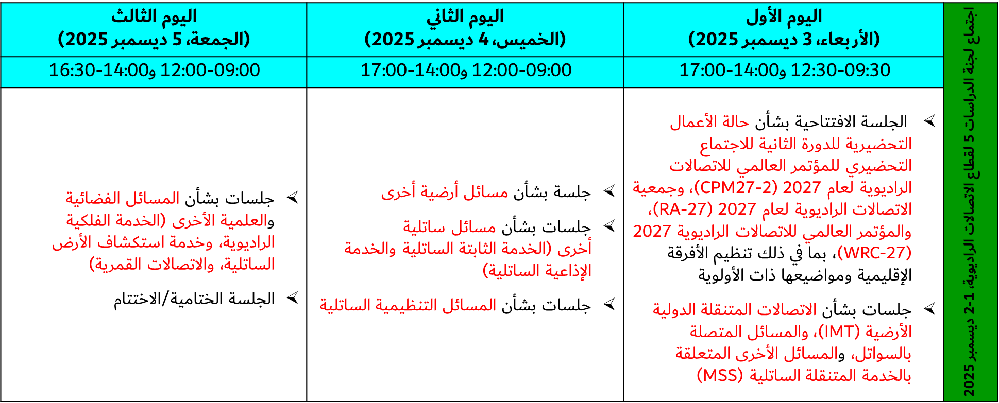 اجتماع لجنة الدراسات 5 لقطاع الاتصالات الراديوية، 1-2 ديسمبر 2025
اليوم الأول
(الأربعاء، 3 ديسمبر 2025)
09:30-12:30 و14:00-17:00
الجلسة الافتتاحية بشأن حالة الأعمال
التحضيرية للدورة الثانية للاجتماع
التحضيري للمؤتمر العالمي للاتصالات
الراديوية لعام 2027 (CPM27-2)، وجمعية
الاتصالات الراديوية لعام 2027 (RA-27)،
والمؤتمر العالمي للاتصالات الراديوية 2027
(WRC-27)، بما في ذلك تنظيم الأفرقة
الإقليمية ومواضيعها ذات الأولوية
جلسات بشأن الاتصالات المتنقلة الدولية
الأرضية (IMT)، والمسائل المتصلة
بالسواتل، والمسائل الأخرى المتعلقة
بالخدمة المتنقلة الساتلية (MSS)
اليوم الثاني
(الخميس، 4 ديسمبر 2025)
09:00-12:00 و14:00-17:00
جلسة بشأن مسائل أرضية أخرى
جلسات بشأن مسائل ساتلية
أخرى (الخدمة الثابتة الساتلية والخدمة
الإذاعية الساتلية)
جلسات بشأن المسائل التنظيمية الساتلية
اليوم الثالث
(الجمعة، 5 ديسمبر 2025)
09:00-12:00 و14:00-16:30
جلسات بشأن المسائل الفضائية
والعلمية الأخرى (الخدمة الفلكية
الراديوية، وخدمة استكشاف الأرض
الساتلية، والاتصالات القمرية)
الجلسة الختامية/الاختتام